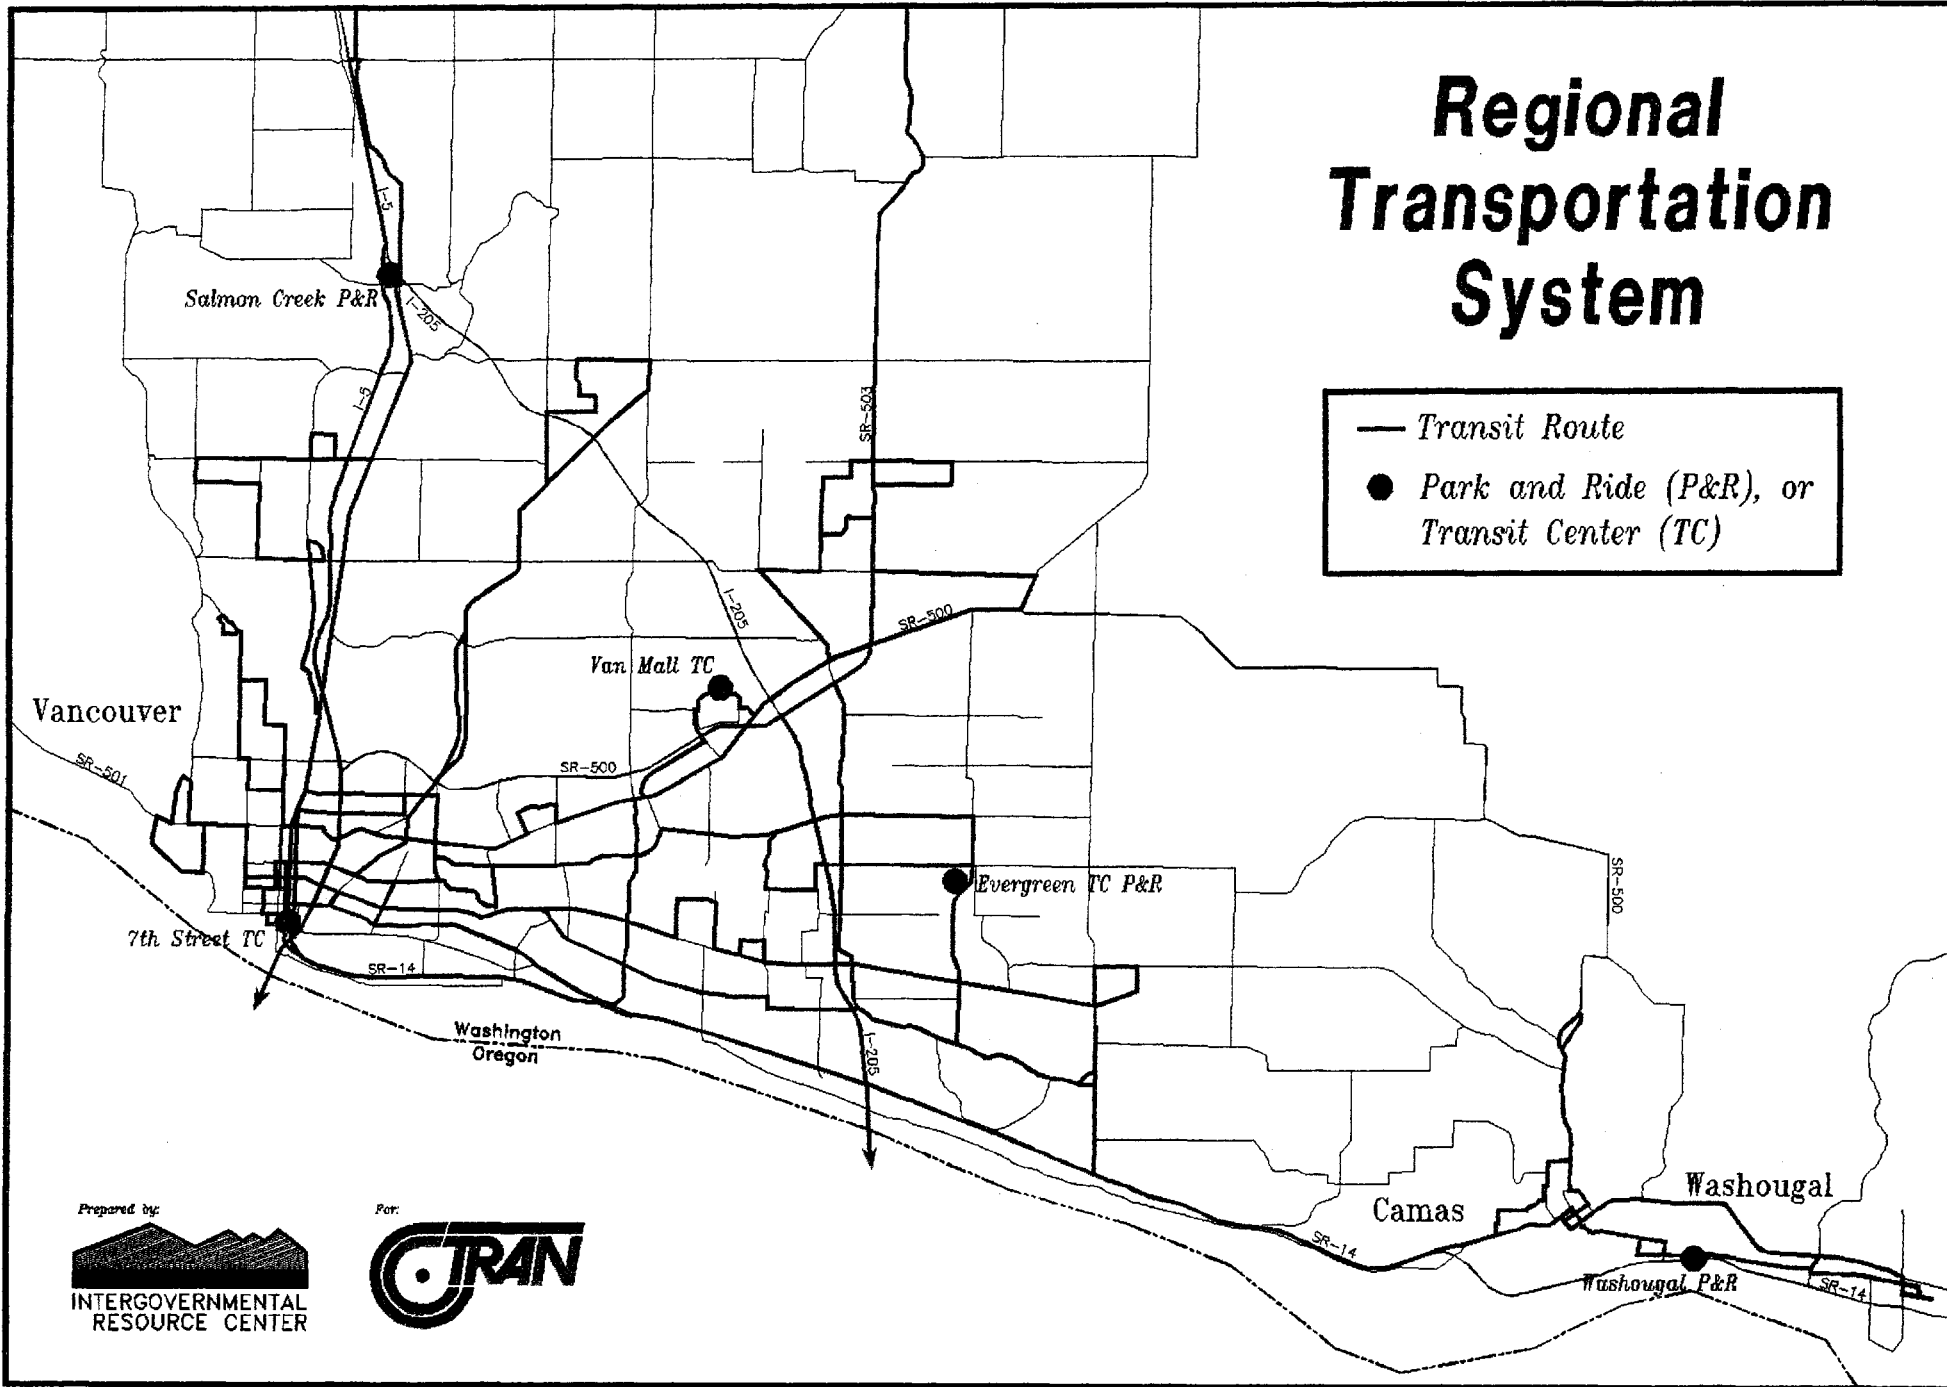 Regional
Transportation
System
Transit Route
Park and Ride (P&R), or
Transit Center (TC)
I-5
Salmon Creek P&R
I-205
I-5
SR-503
I-205
SR-500
Van Mall TC
Vancouver
SR-501
SR-500
SR-500
Evergreen TC P&R
7th Street TC
SR-14
Washington
Oregon
I-205
Camas
Washougal
SR-14
Washougal P&R
SR-14
Prepared by:
INTERGOVERNMENTAL
RESOURCE CENTER
For:
CTRAN